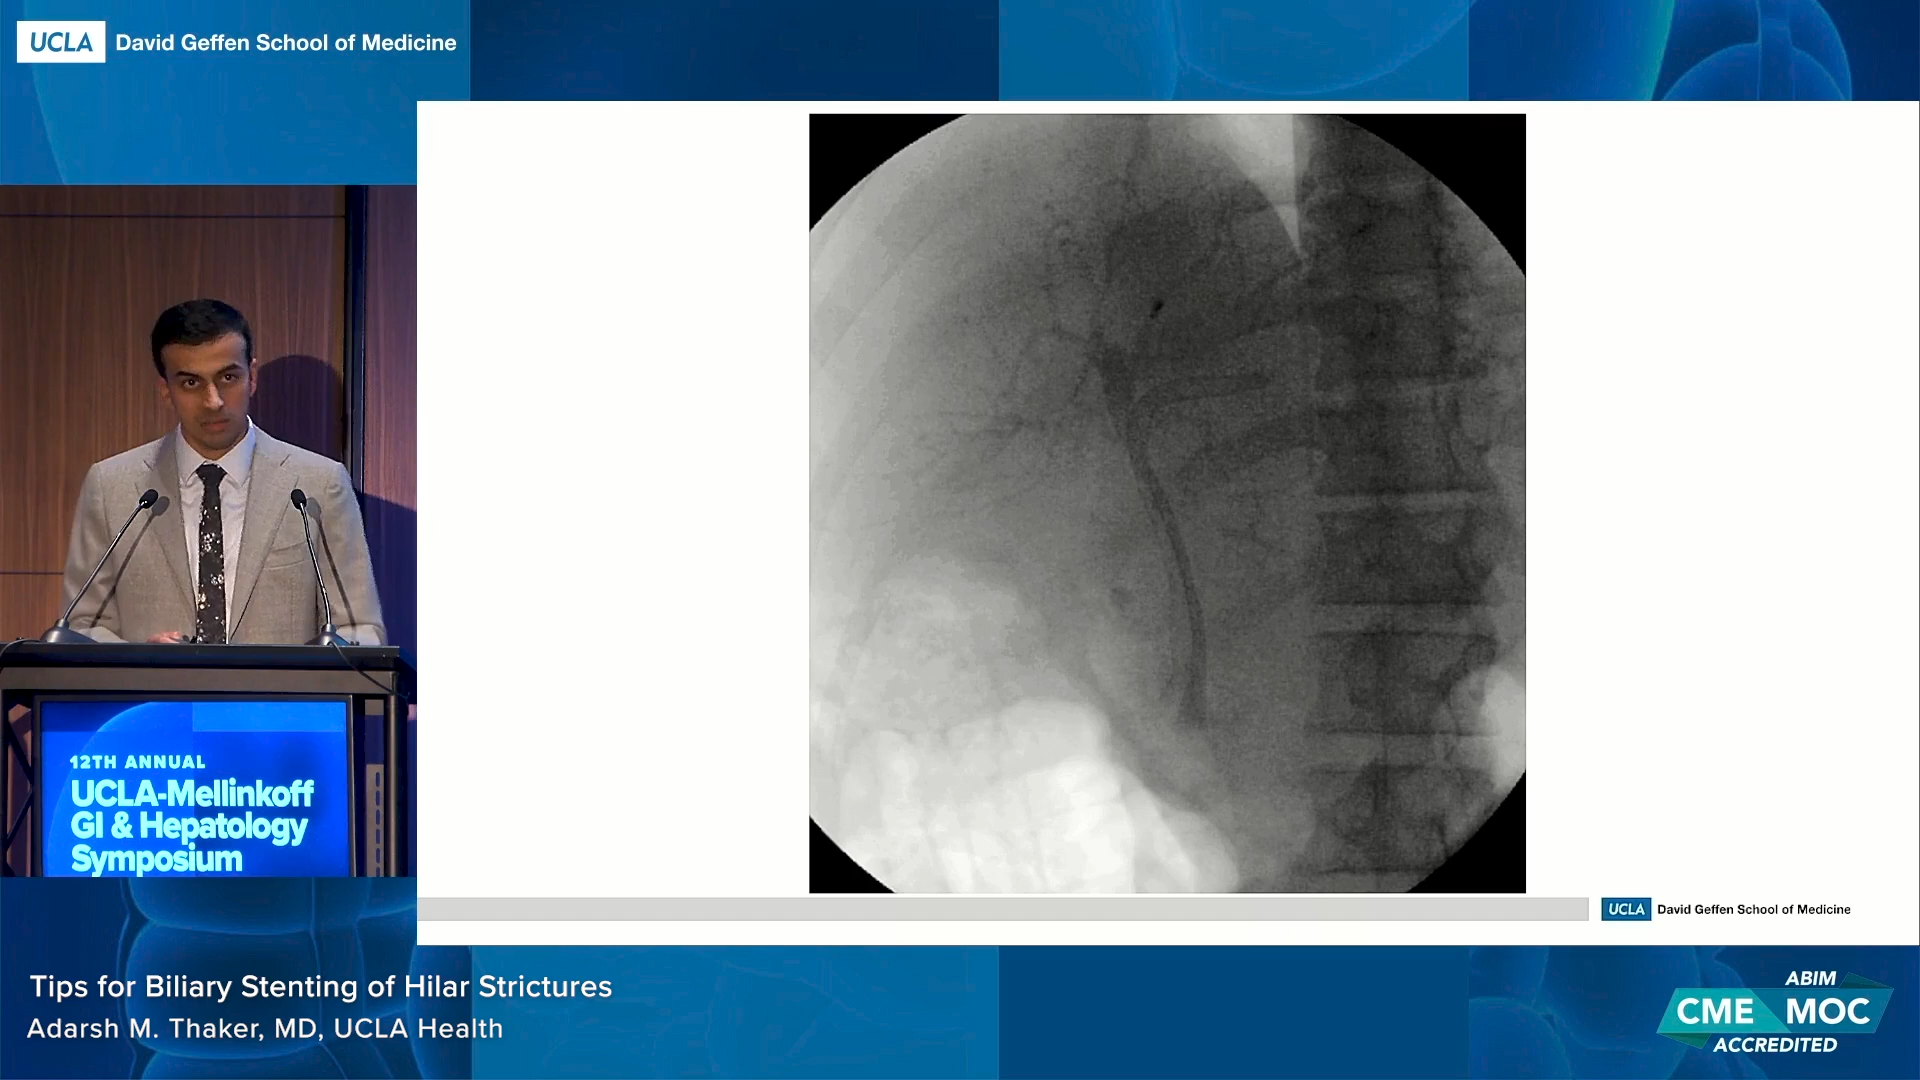 UCLA David Geffen School of Medicine
12TH ANNUAL
UCLA-Mellinkoff
GI & Hepatology
Symposium
UCLA David Geffen School of Medicine
Tips for Biliary Stenting of Hilar Strictures
Adarsh M. Thaker, MD, UCLA Health
ABIM
CME MOC
ACCREDITED